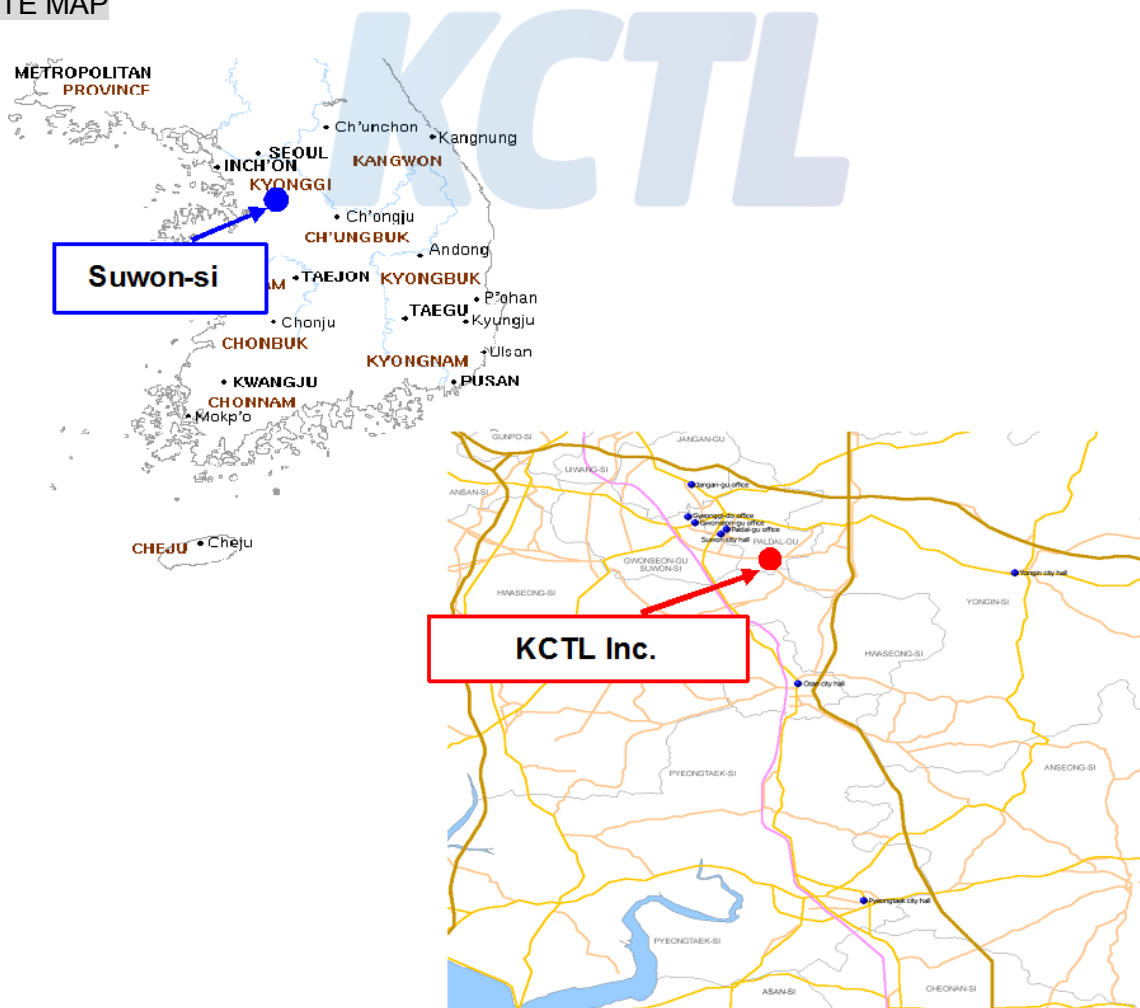 TE MAP
KCTL
METROPOLITAN
PROVINCE
Ch'unchon
Kangnung
SEOUL
KANGWON
INCH'ON
KYONGGI
Ch'ongju
CH'UNGBUK
Andong
Suwon-si
AM
TAEJON
KYONGBUK
P'ohan
TAEGU
Kyungju
Chonju
CHONBUK
Ulsan
KYONGNAM
KWANGJU
PUSAN
CHONNAM
Mokp'o
CHEJU
Cheju
GUNPO-SI
JANGAN-GU
UIWANG-SI
ANSAN-SI
Jangan-gu office
Gyeonggi-do office
Gwonseon-gu office
Paldal-gu office
Suwon city hall
PALDAL-GU
GWONSEON-GU
SUWON-SI
Yongin city hall
HWASEONG-SI
YONGIN-SI
KCTL Inc.
HWASEONG-SI
Osan city hall
PYEONGTAEK-SI
ANSEONG-SI
Pyeongtaek city hall
PYEONGTAEK-SI
ASAN-SI
CHEONAN-SI